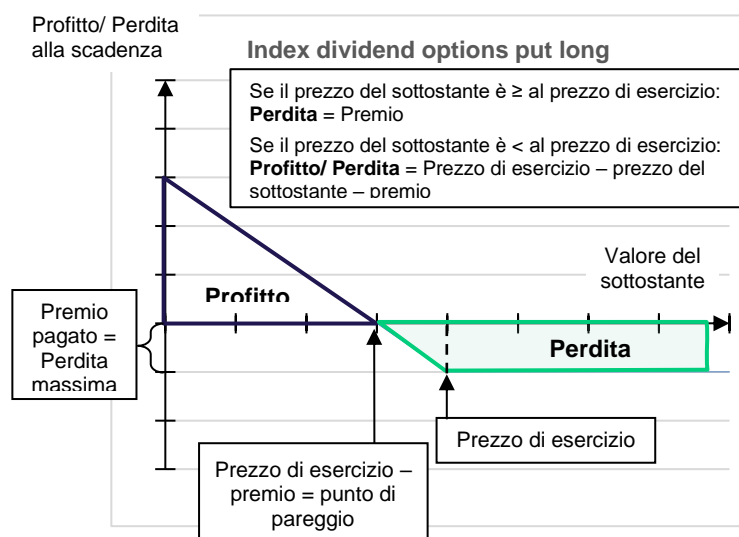 Profitto/ Perdita
alla scadenza
Index dividend options put long
Se il prezzo del sottostante è ≥ al prezzo di esercizio:
Perdita = Premio
Se il prezzo del sottostante è < al prezzo di esercizio:
Profitto/ Perdita = Prezzo di esercizio – prezzo del
sottostante – premio
Valore del
sottostante
Profitto
Premio
pagato =
Perdita
massima
Perdita
Prezzo di esercizio
Prezzo di esercizio –
premio = punto di
pareggio